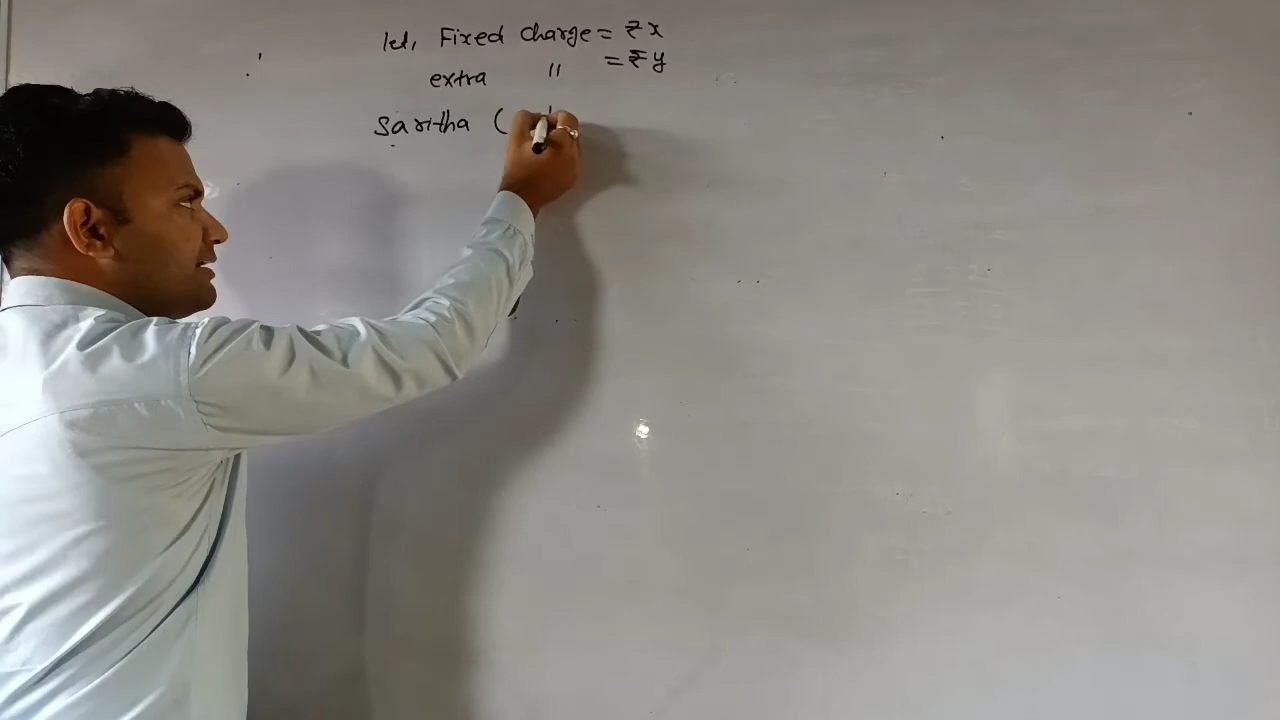 let, Fixed charge = ₹ x
extra " = ₹ y
Saritha (